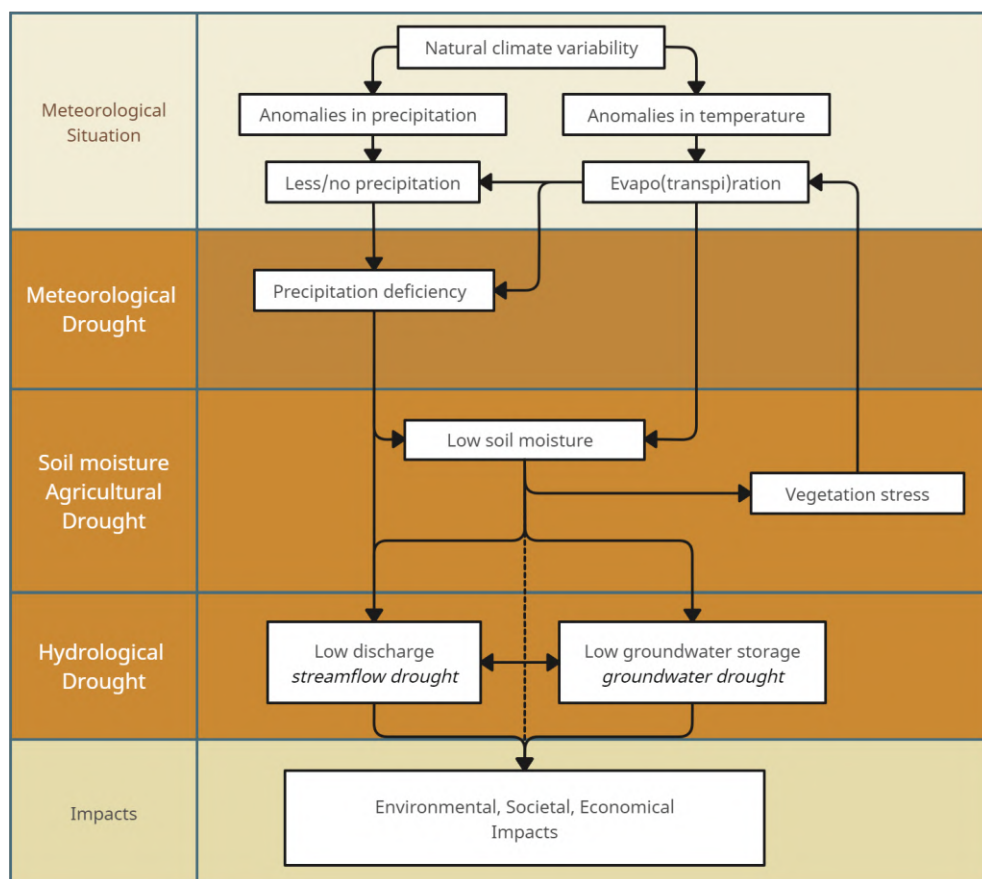 Natural climate variability
Meteorological
Situation
Anomalies in precipitation
Anomalies in temperature
Less/no precipitation
Evapo(transpi)ration
Meteorological
Drought
Precipitation deficiency
Soil moisture
Agricultural
Drought
Low soil moisture
Vegetation stress
Hydrological
Drought
Low discharge
streamflow drought
Low groundwater storage
groundwater drought
Impacts
Environmental, Societal, Economical
Impacts